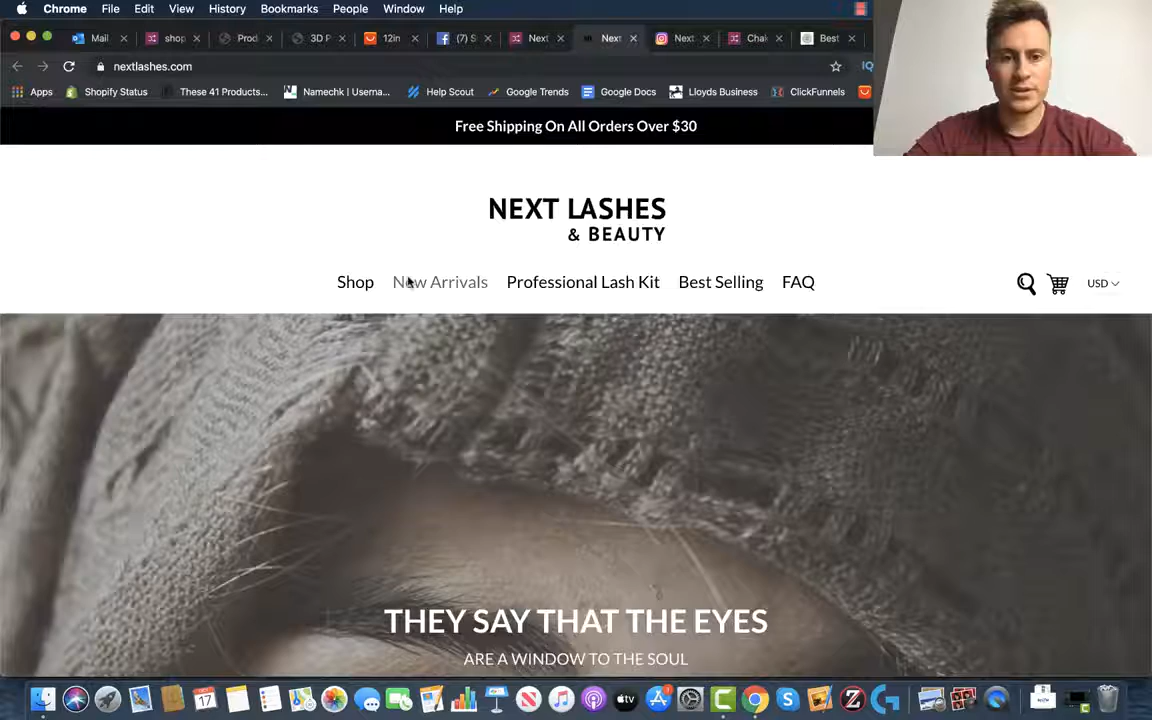 Chrome File Edit View History Bookmarks People Window Help
Mail shop Prod 3D P 12in (7) S Next Next Next Chak Best
nextlashes.com
Apps Shopify Status These 41 Products... Namechk | Userna... Help Scout Google Trends Google Docs Lloyds Business ClickFunnels
Free Shipping On All Orders Over $30
NEXT LASHES
& BEAUTY
Shop New Arrivals Professional Lash Kit Best Selling FAQ USD
THEY SAY THAT THE EYES
ARE A WINDOW TO THE SOUL